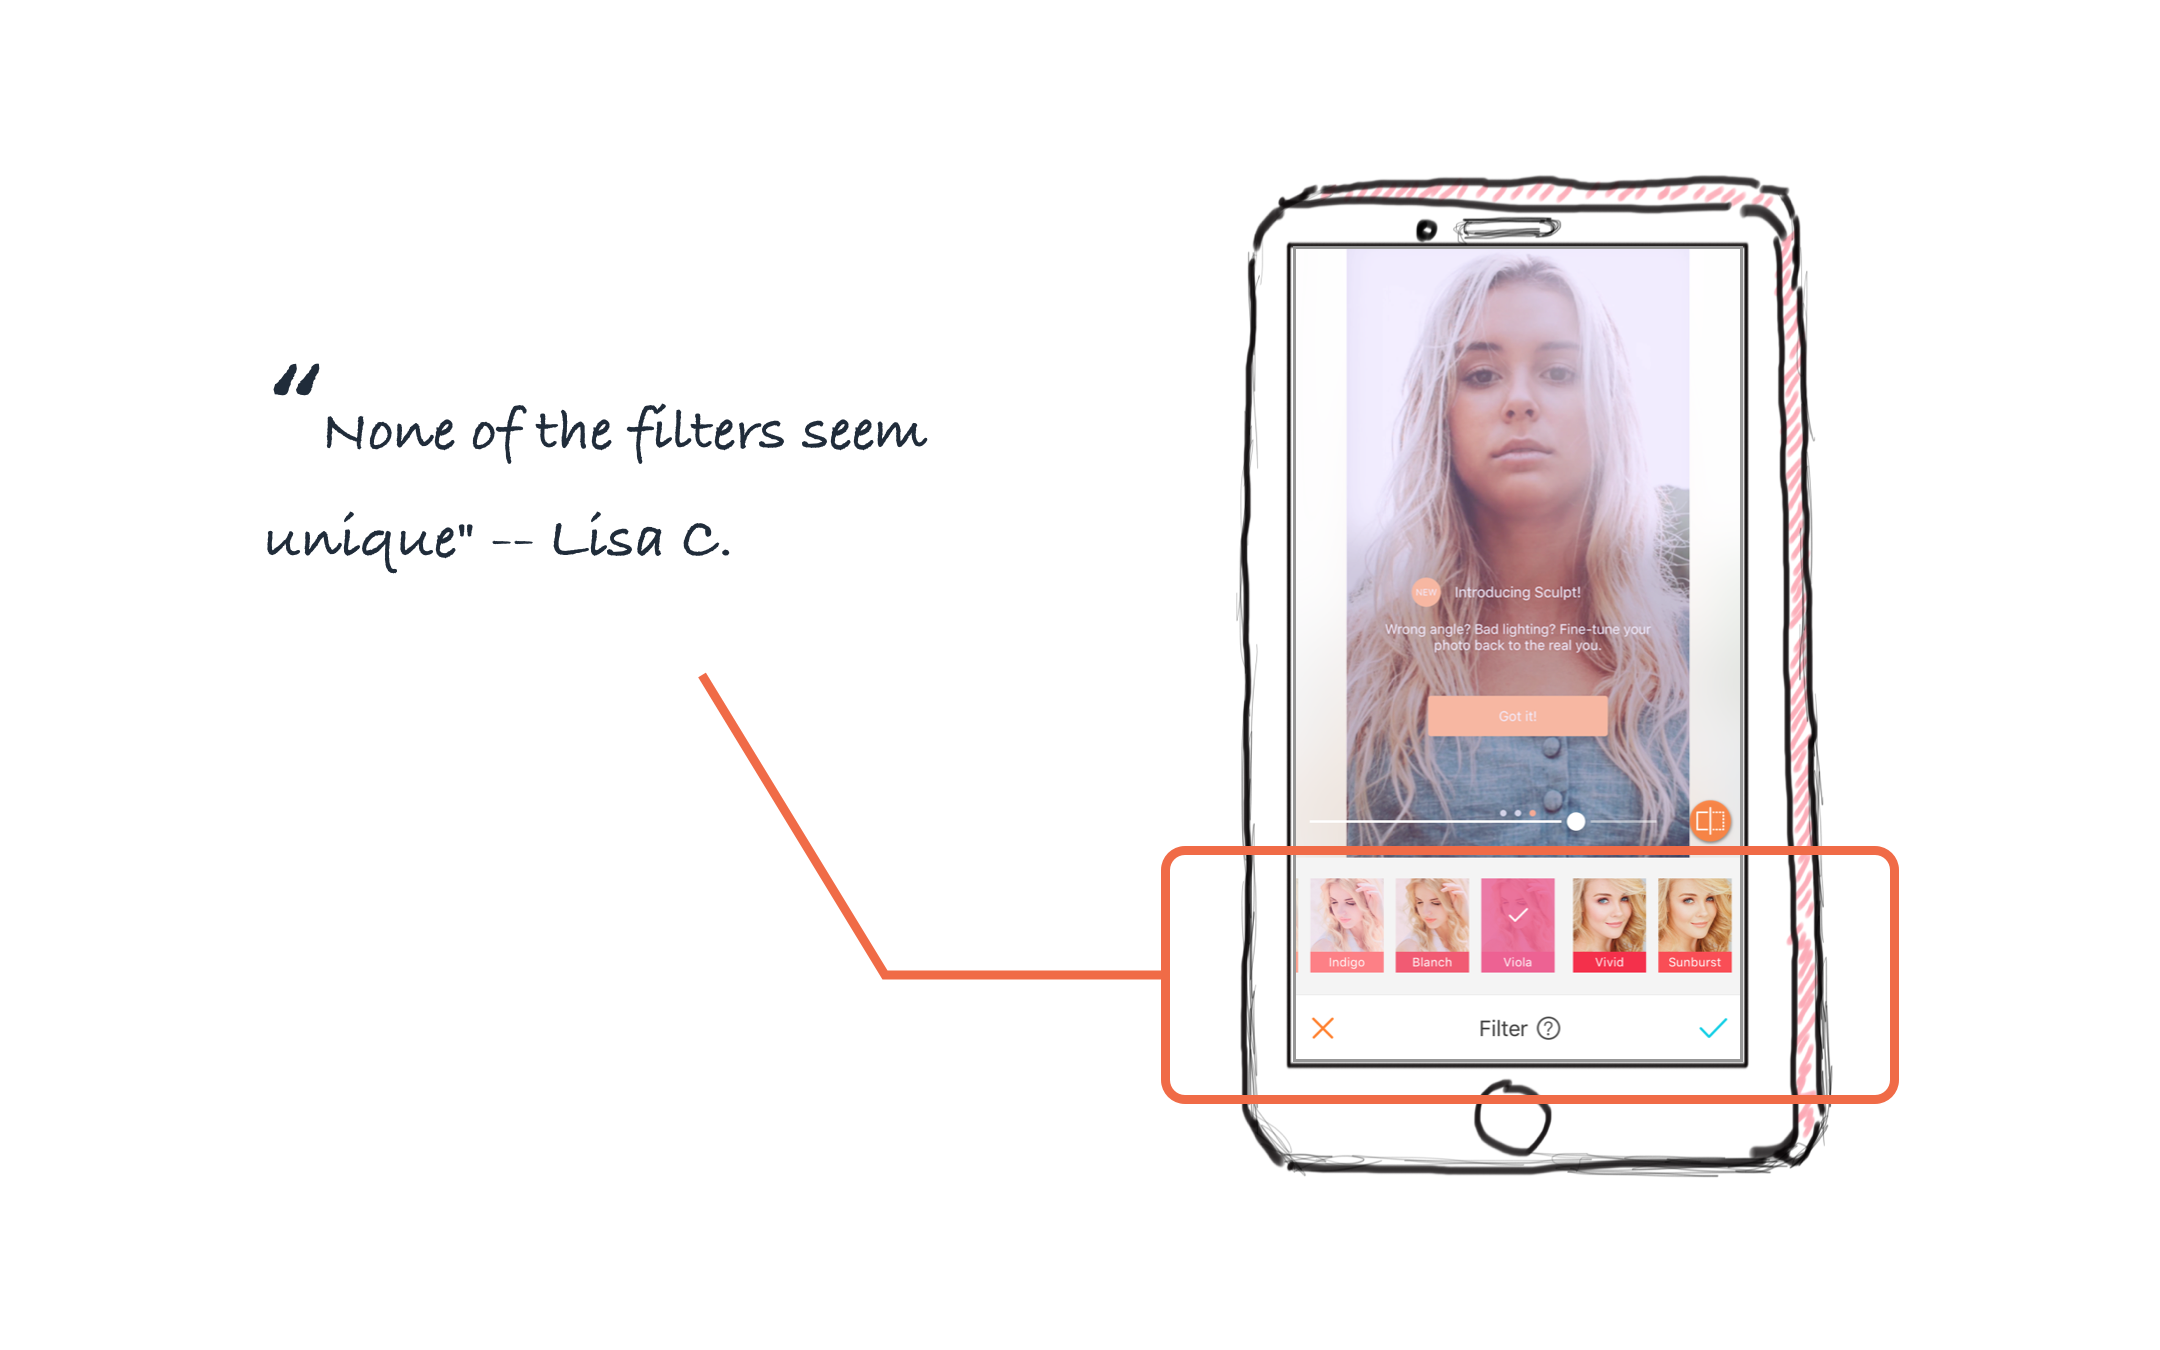 “None of the filters seem
unique" -- Lisa C.
NEW Introducing Sculpt!
Wrong angle? Bad lighting? Fine-tune your
photo back to the real you.
Got it!
Indigo Blanch Viola Vivid Sunburst
Filter ?